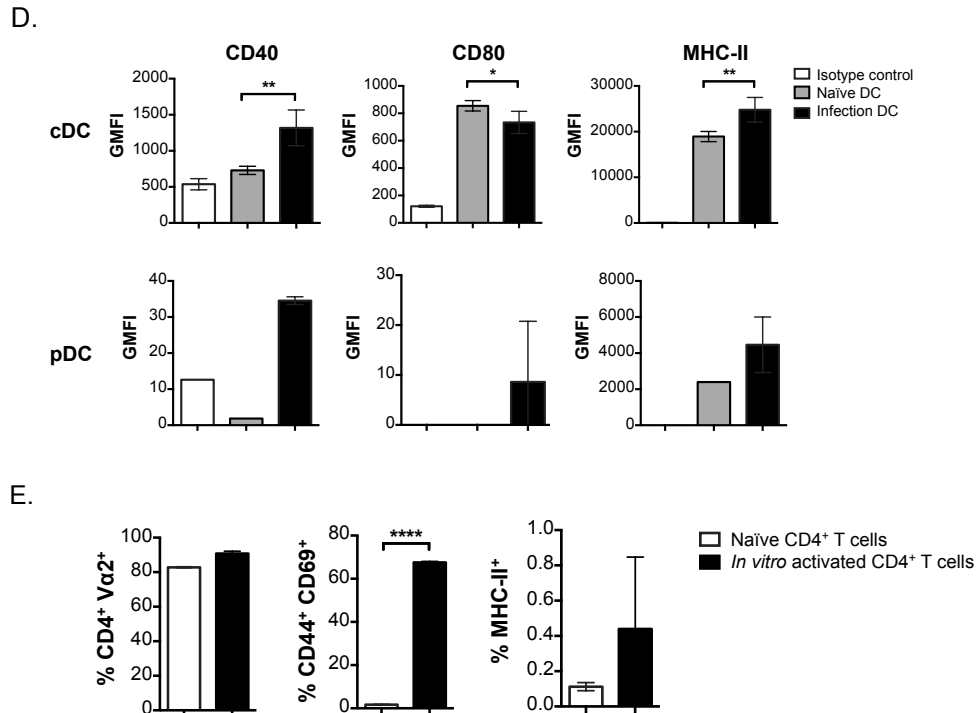 D.
CD40
CD80
MHC-II
Isotype control
Naïve DC
Infection DC
cDC
GMFI
2000
1500
1000
500
0
**
GMFI
1000
800
600
400
200
0
*
GMFI
30000
20000
10000
0
**
pDC
GMFI
40
30
20
10
0
GMFI
30
20
10
0
GMFI
8000
6000
4000
2000
0
E.
% CD4+ Vα2+
100
80
60
40
20
0
% CD44+ CD69+
80
60
40
20
0
****
% MHC-II+
1.0
0.8
0.6
0.4
0.2
0.0
Naïve CD4+ T cells
In vitro activated CD4+ T cells